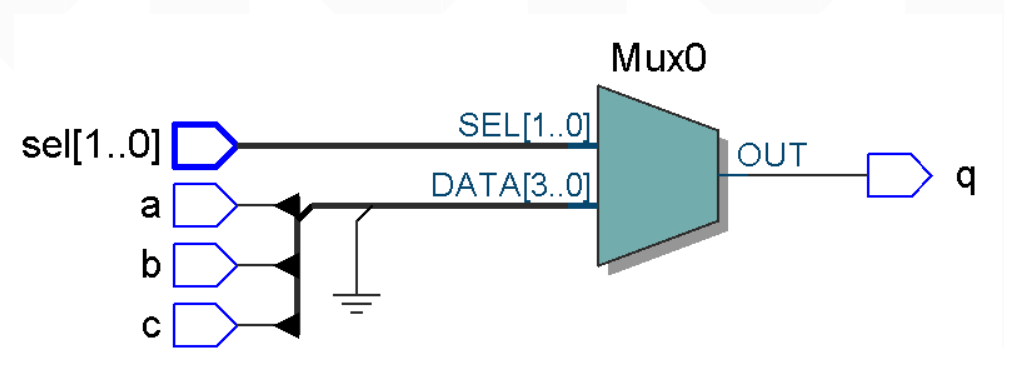 Mux0
sel[1..0]
SEL[1..0]
a
DATA[3..0]
OUT
q
b
c